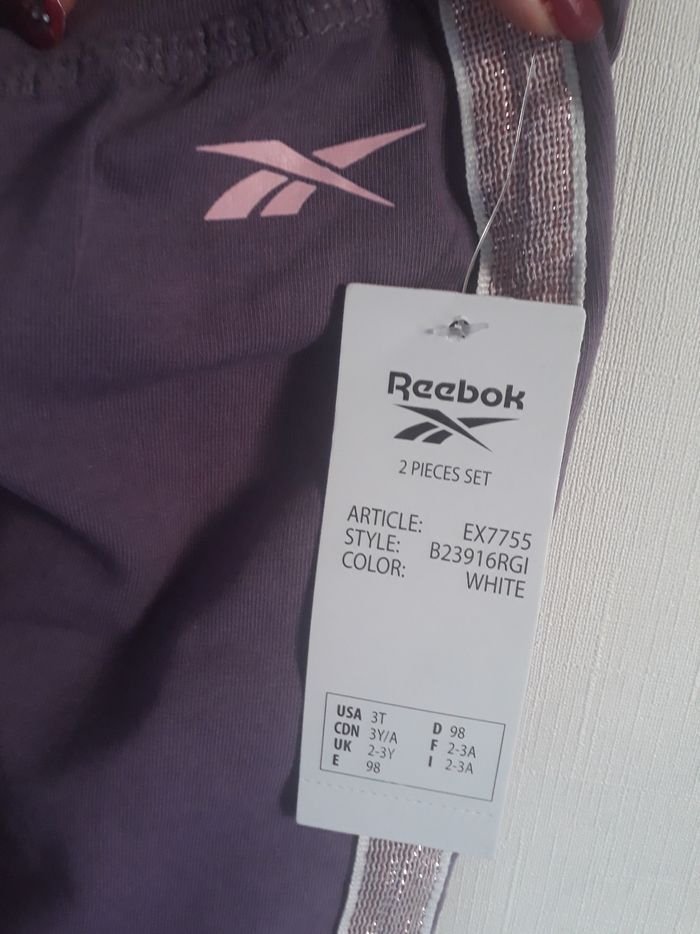 Reebok
2 PIECES SET
ARTICLE: EX7755
STYLE: B23916RGI
COLOR: WHITE
USA 3T D 98
CDN 3Y/A F 2-3A
UK 2-3Y I 2-3A
E 98